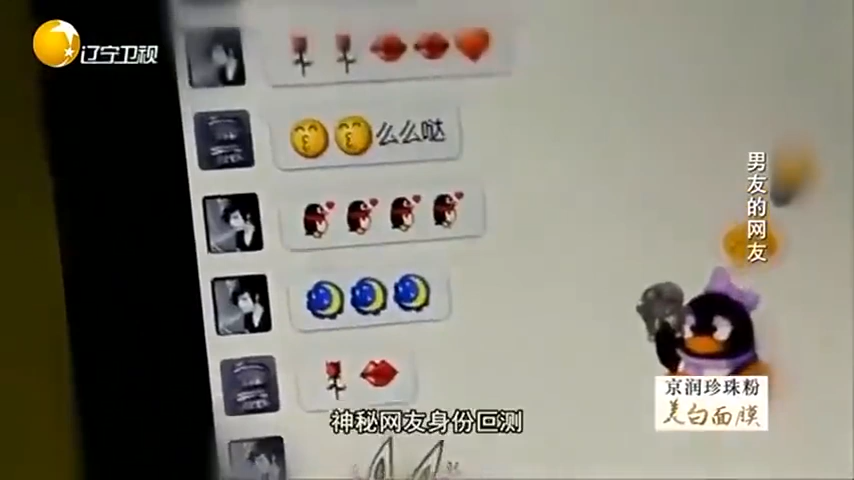 辽宁卫视
么么哒
男友的网友
京润珍珠粉
美白面膜
神秘网友身份叵测